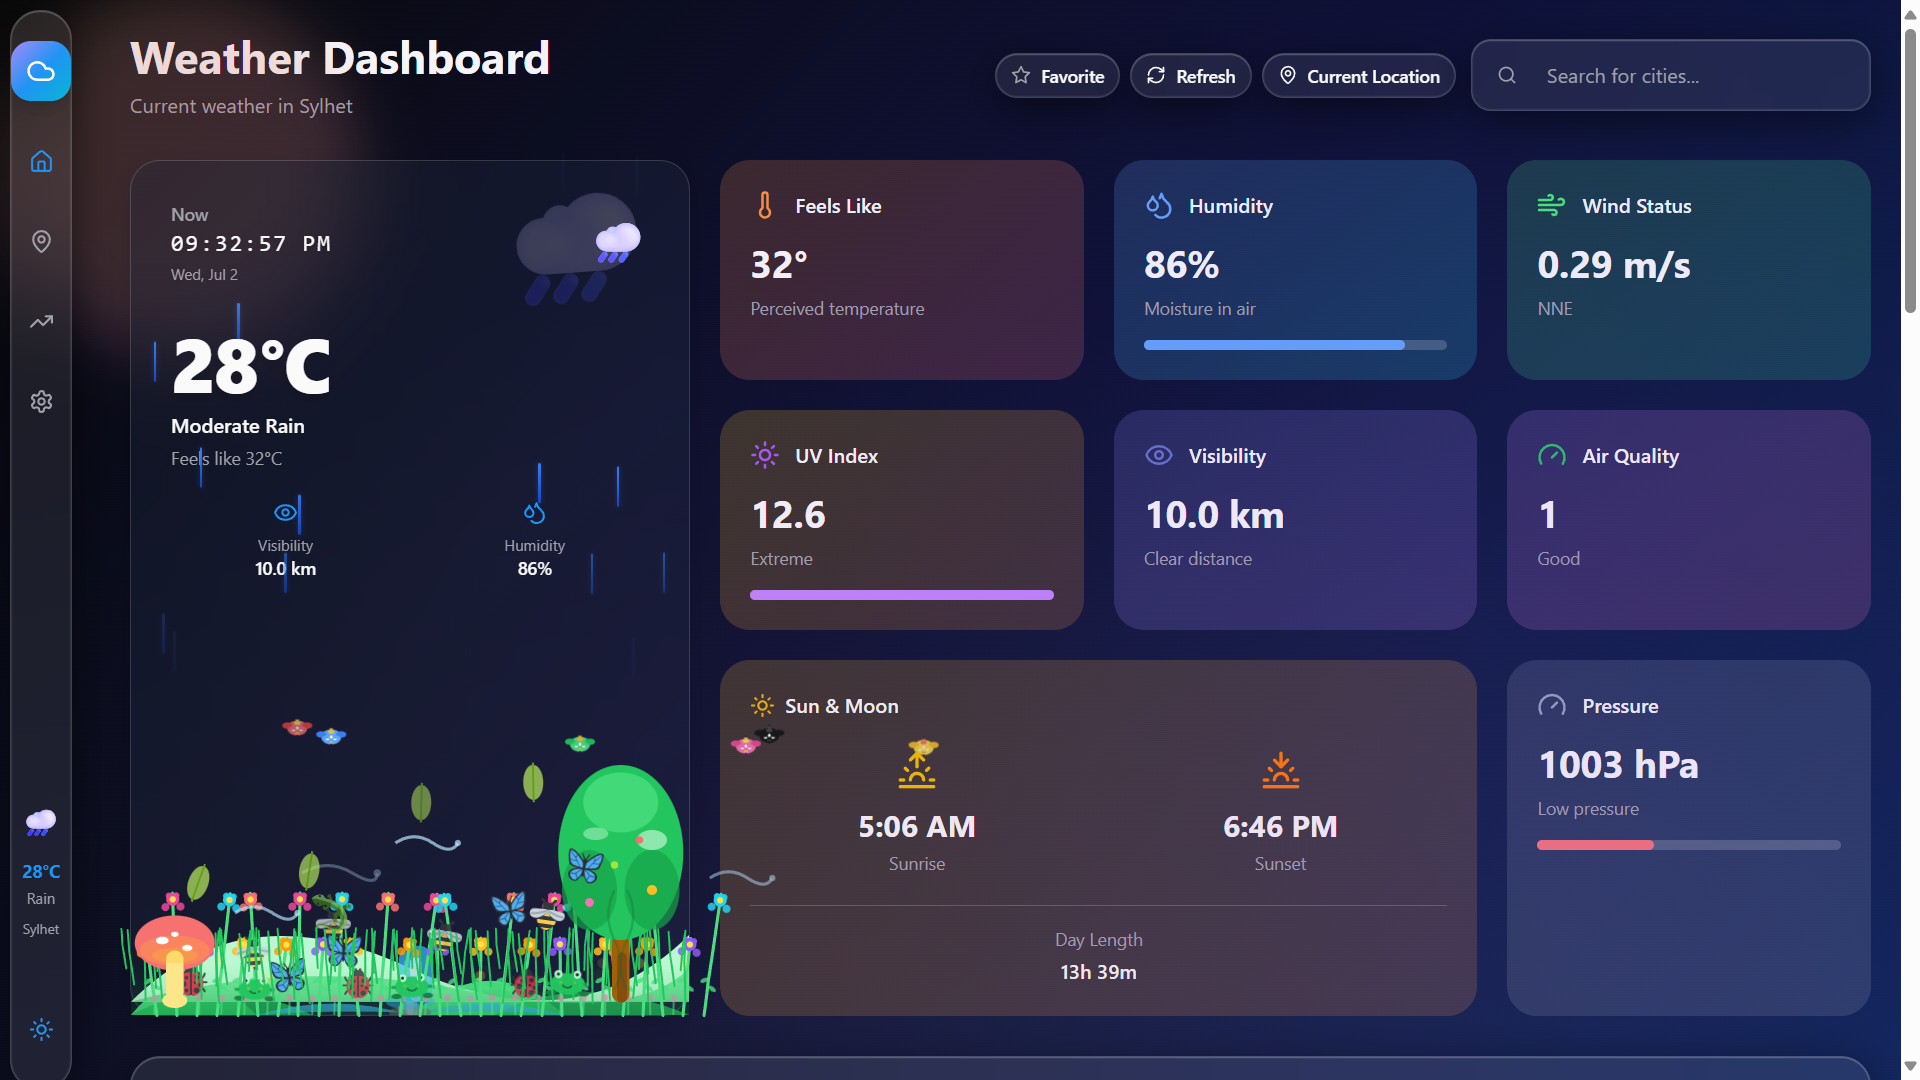 Weather Dashboard
Current weather in Sylhet
Favorite
Refresh
Current Location
Search for cities...
Now
09:32:57 PM
Wed, Jul 2
28°C
Moderate Rain
Feels like 32°C
Visibility
10.0 km
Humidity
86%
Feels Like
32°
Perceived temperature
Humidity
86%
Moisture in air
Wind Status
0.29 m/s
NNE
UV Index
12.6
Extreme
Visibility
10.0 km
Clear distance
Air Quality
1
Good
Sun & Moon
5:06 AM
Sunrise
6:46 PM
Sunset
Day Length
13h 39m
Pressure
1003 hPa
Low pressure
28°C
Rain
Sylhet